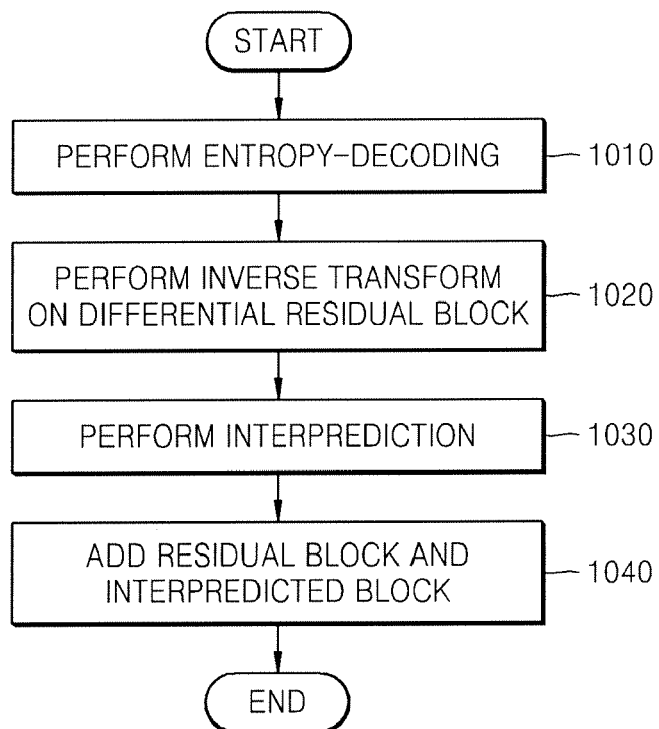 START
PERFORM ENTROPY-DECODING
1010
PERFORM INVERSE TRANSFORM
ON DIFFERENTIAL RESIDUAL BLOCK
1020
PERFORM INTERPREDICTION
1030
ADD RESIDUAL BLOCK AND
INTERPREDICTED BLOCK
1040
END